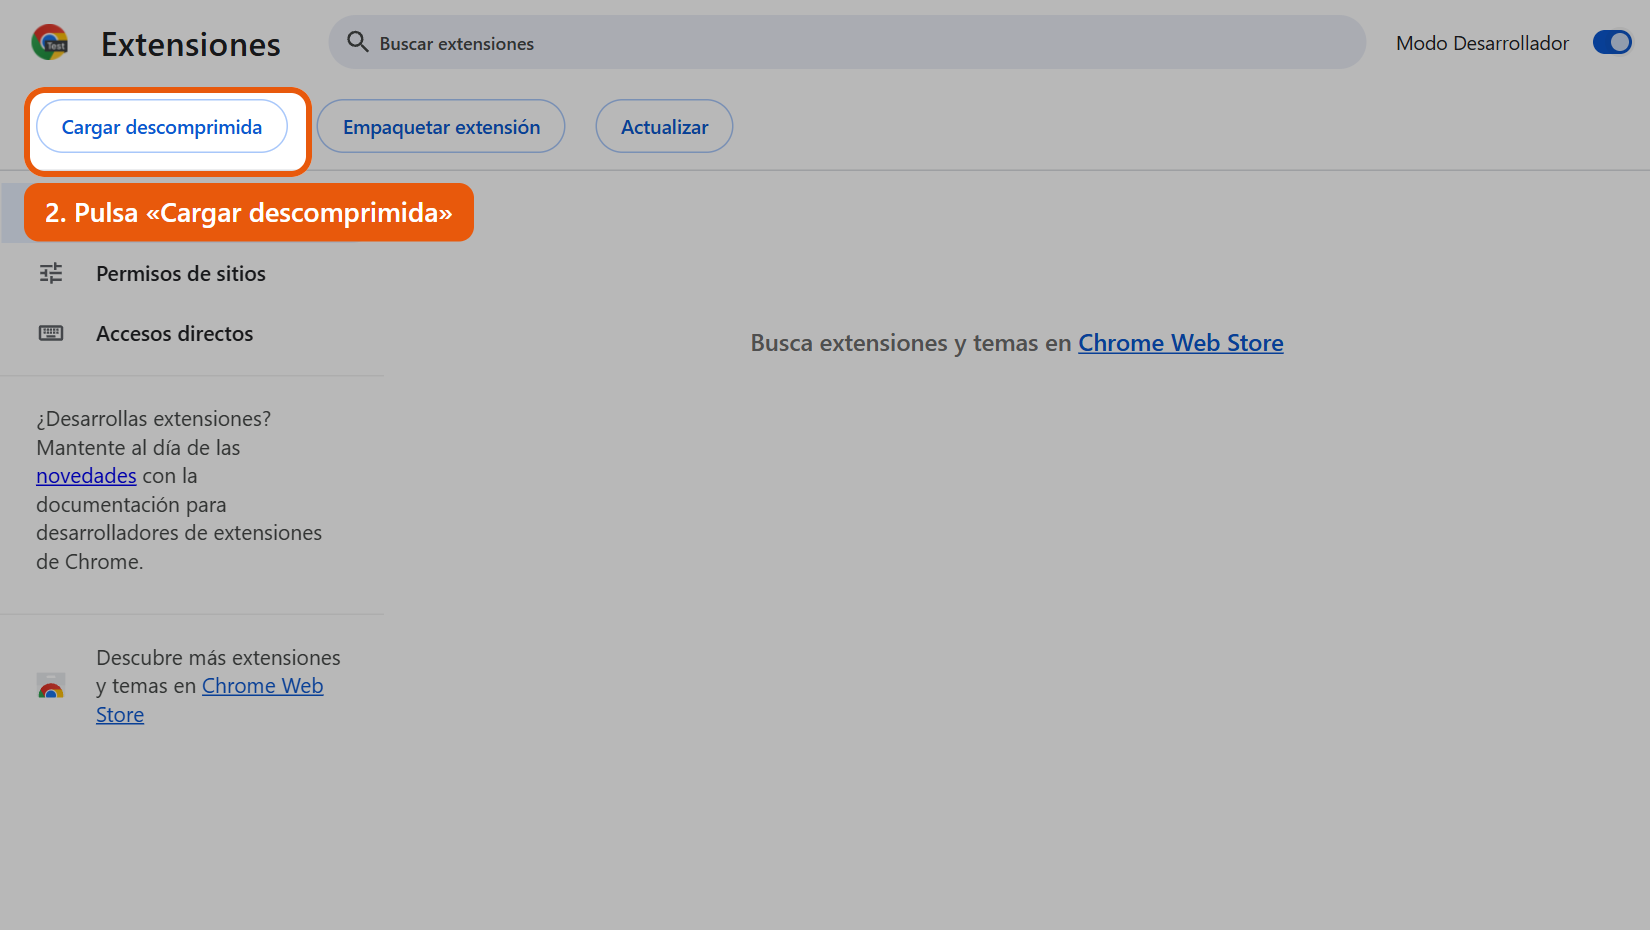 Test
Extensiones
Buscar extensiones
Modo Desarrollador
Cargar descomprimida
Empaquetar extensión
Actualizar
2. Pulsa «Cargar descomprimida»
Permisos de sitios
Accesos directos
Busca extensiones y temas en Chrome Web Store
¿Desarrollas extensiones?
Mantente al día de las
novedades con la
documentación para
desarrolladores de extensiones
de Chrome.
Descubre más extensiones
y temas en Chrome Web
Store